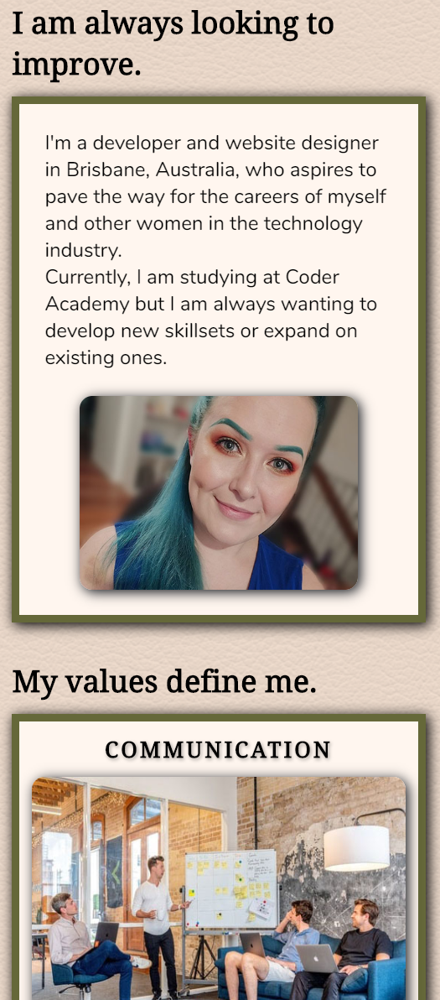 I am always looking to
improve.
I'm a developer and website designer
in Brisbane, Australia, who aspires to
pave the way for the careers of myself
and other women in the technology
industry.
Currently, I am studying at Coder
Academy but I am always wanting to
develop new skillsets or expand on
existing ones.
My values define me.
COMMUNICATION